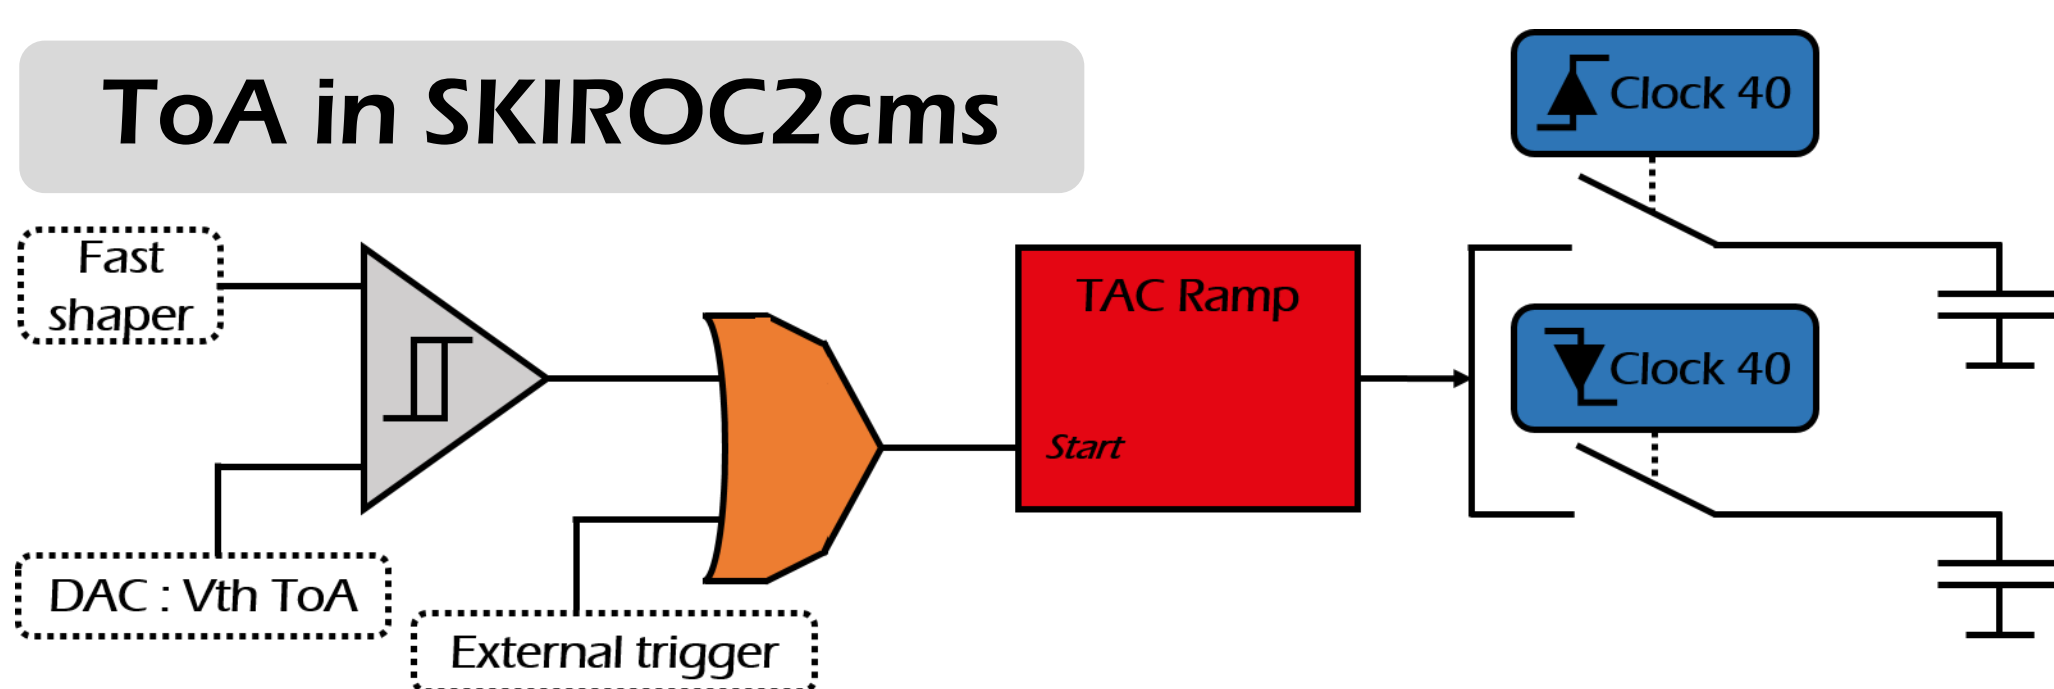 ToA in SKIROC2cms
Clock 40
Fast
shaper
TAC Ramp
Clock 40
Start
DAC : Vth ToA
External trigger